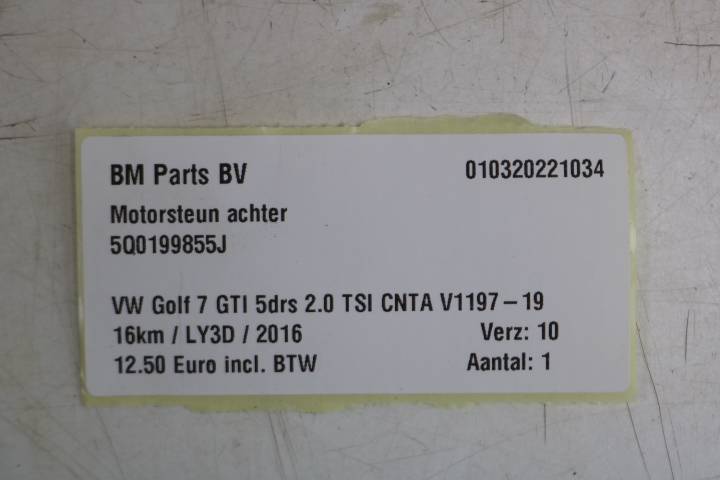 BM Parts BV 010320221034
Motorsteun achter
5Q0199855J
VW Golf 7 GTI 5drs 2.0 TSI CNTA V1197-19
16km / LY3D / 2016 Verz: 10
12.50 Euro incl. BTW Aantal: 1